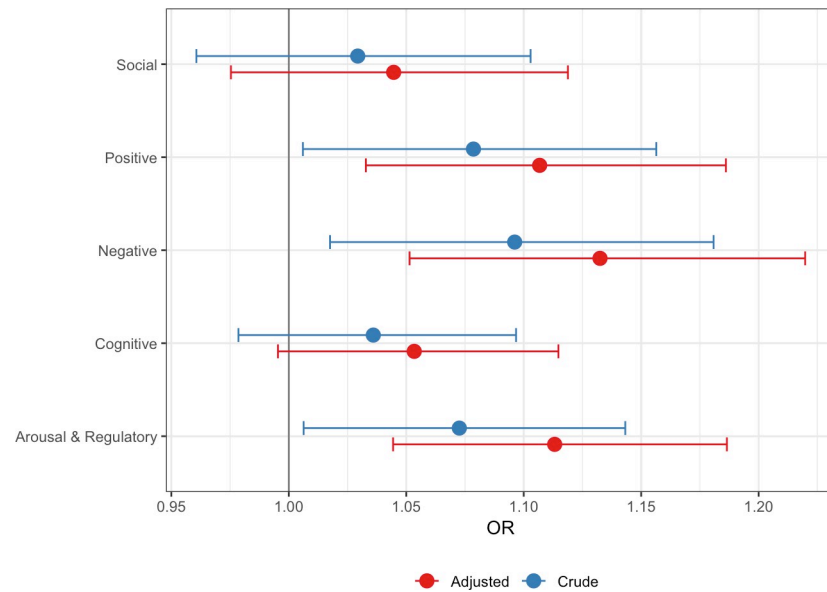 Social
Positive
Negative
Cognitive
Arousal & Regulatory
0.95 1.00 1.05 1.10 1.15 1.20
OR
Adjusted Crude